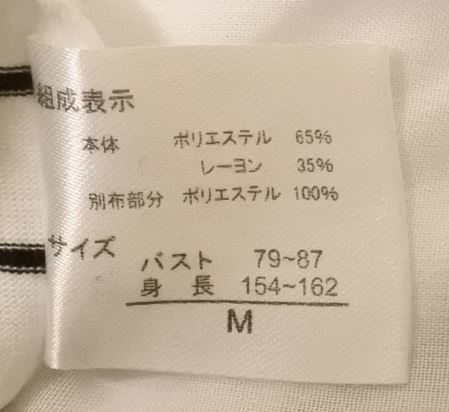 組成表示
本体 ポリエステル 65%
レーヨン 35%
別布部分 ポリエステル 100%
サイズ
バスト 79~87
身長 154~162
M